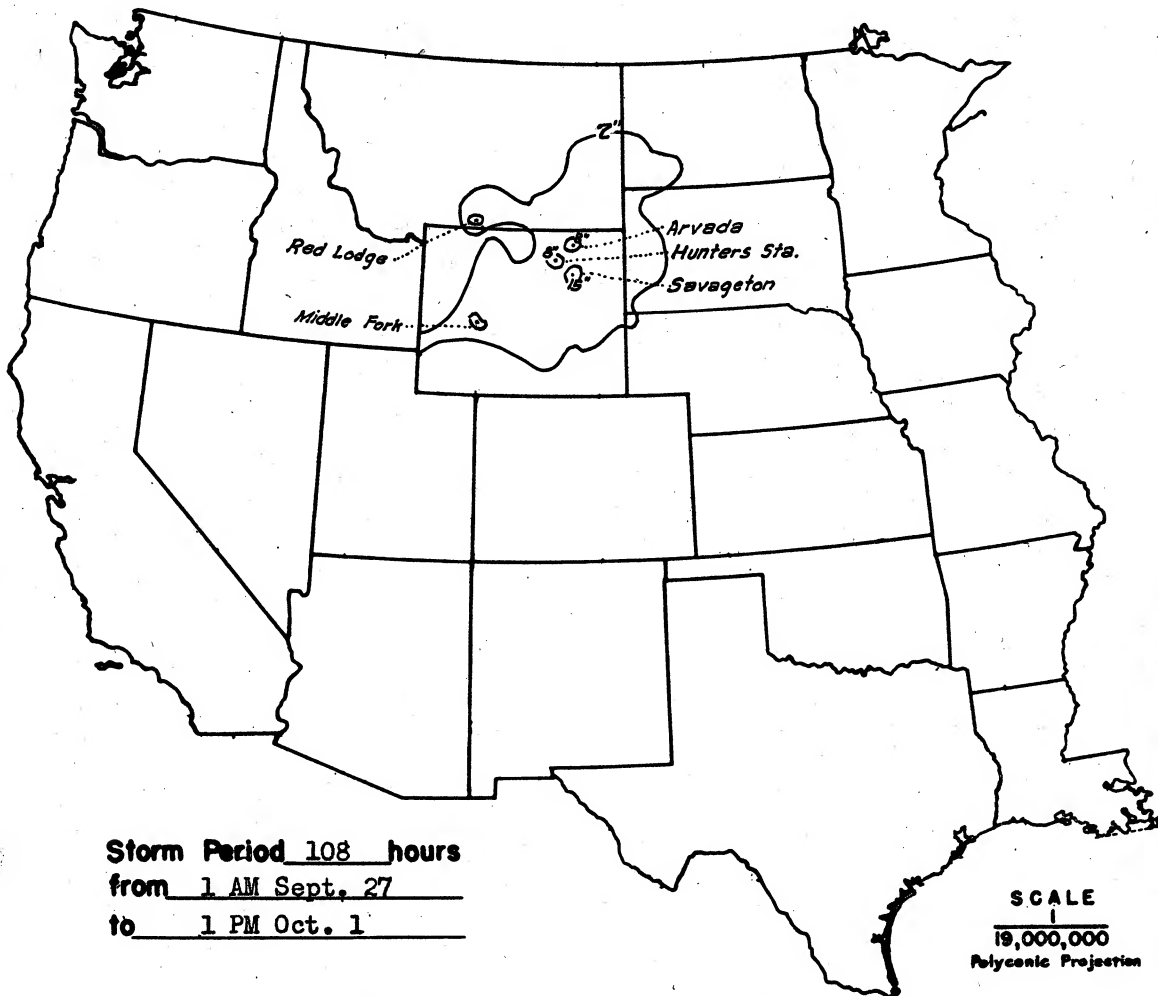 2"
Red Lodge
Arvada
8"
Hunters Sta.
15"
Savageton
Middle Fork
Storm Period 108 hours
from 1 AM Sept. 27
to 1 PM Oct. 1
SCALE
1
19,000,000
Polyconic Projection